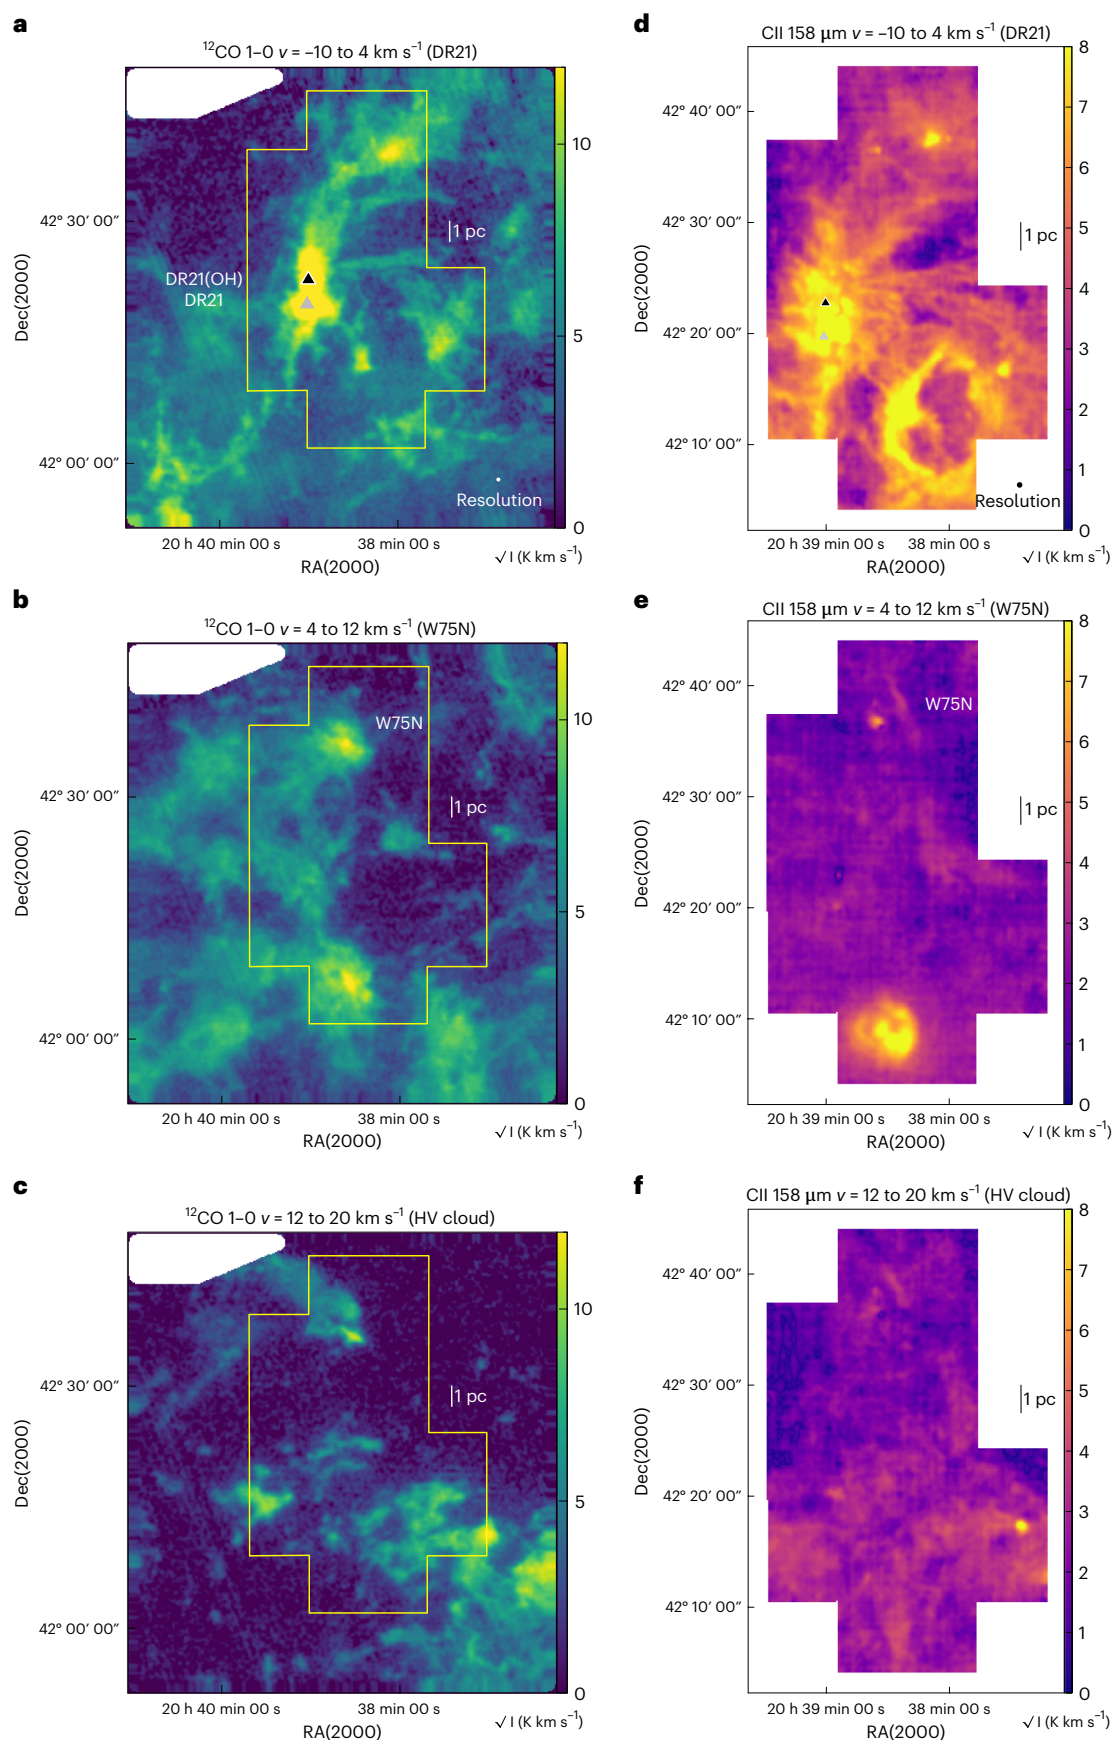 a
¹²CO 1–0 v = –10 to 4 km s⁻¹ (DR21)
10
5
0
42° 30′ 00″
42° 00′ 00″
Dec(2000)
DR21(OH)
DR21
1 pc
Resolution
20 h 40 min 00 s
38 min 00 s
RA(2000)
√ I (K km s⁻¹)
d
CII 158 µm v = –10 to 4 km s⁻¹ (DR21)
8
7
6
5
4
3
2
1
0
42° 40′ 00″
42° 30′ 00″
42° 20′ 00″
42° 10′ 00″
Dec(2000)
1 pc
Resolution
20 h 39 min 00 s
38 min 00 s
RA(2000)
√ I (K km s⁻¹)
b
¹²CO 1–0 v = 4 to 12 km s⁻¹ (W75N)
10
5
0
42° 30′ 00″
42° 00′ 00″
Dec(2000)
W75N
1 pc
20 h 40 min 00 s
38 min 00 s
RA(2000)
√ I (K km s⁻¹)
e
CII 158 µm v = 4 to 12 km s⁻¹ (W75N)
8
7
6
5
4
3
2
1
0
42° 40′ 00″
42° 30′ 00″
42° 20′ 00″
42° 10′ 00″
Dec(2000)
W75N
1 pc
20 h 39 min 00 s
38 min 00 s
RA(2000)
√ I (K km s⁻¹)
c
¹²CO 1–0 v = 12 to 20 km s⁻¹ (HV cloud)
10
5
0
42° 30′ 00″
42° 00′ 00″
Dec(2000)
1 pc
20 h 40 min 00 s
38 min 00 s
RA(2000)
√ I (K km s⁻¹)
f
CII 158 µm v = 12 to 20 km s⁻¹ (HV cloud)
8
7
6
5
4
3
2
1
0
42° 40′ 00″
42° 30′ 00″
42° 20′ 00″
42° 10′ 00″
Dec(2000)
1 pc
20 h 39 min 00 s
38 min 00 s
RA(2000)
√ I (K km s⁻¹)